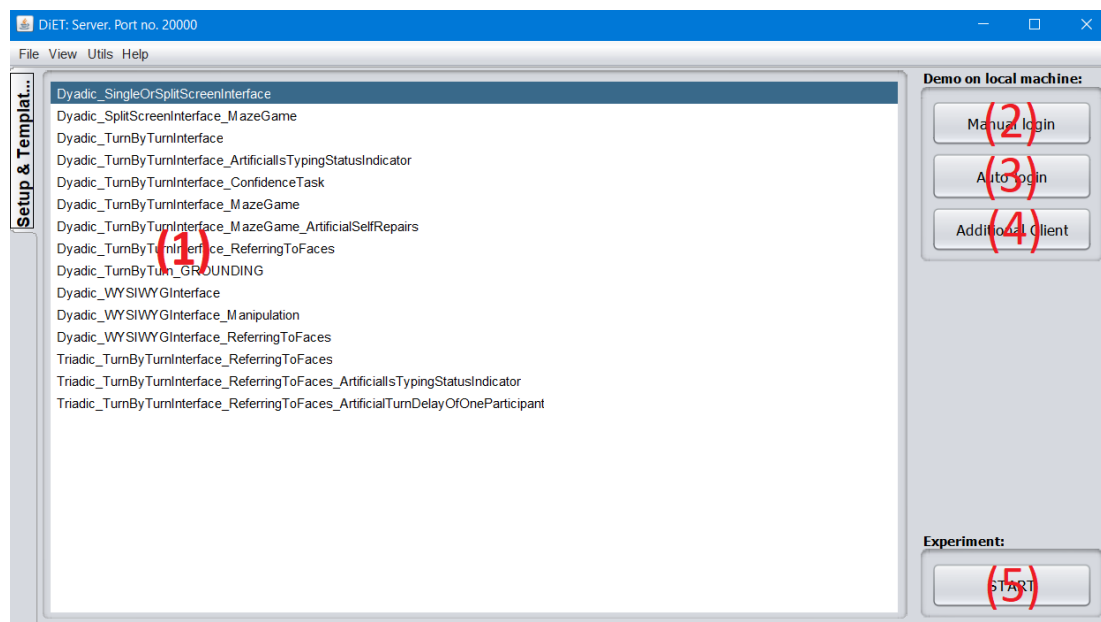 DiET: Server. Port no. 20000
File View Utils Help
Setup & Templat...
Dyadic_SingleOrSplitScreenInterface
Dyadic_SplitScreenInterface_MazeGame
Dyadic_TurnByTurnInterface
Dyadic_TurnByTurnInterface_ArtificialIsTypingStatusIndicator
Dyadic_TurnByTurnInterface_ConfidenceTask
Dyadic_TurnByTurnInterface_MazeGame
Dyadic_TurnByTurnInterface_MazeGame_ArtificialSelfRepairs
Dyadic_TurnByTurnInterface_ReferringToFaces
Dyadic_TurnByTurn_GROUNDING
Dyadic_WYSIWYGInterface
Dyadic_WYSIWYGInterface_Manipulation
Dyadic_WYSIWYGInterface_ReferringToFaces
Triadic_TurnByTurnInterface_ReferringToFaces
Triadic_TurnByTurnInterface_ReferringToFaces_ArtificialIsTypingStatusIndicator
Triadic_TurnByTurnInterface_ReferringToFaces_ArtificialTurnDelayOfOneParticipant
(1)
Demo on local machine:
Manual login
(2)
Auto login
(3)
Additional Client
(4)
Experiment:
START
(5)